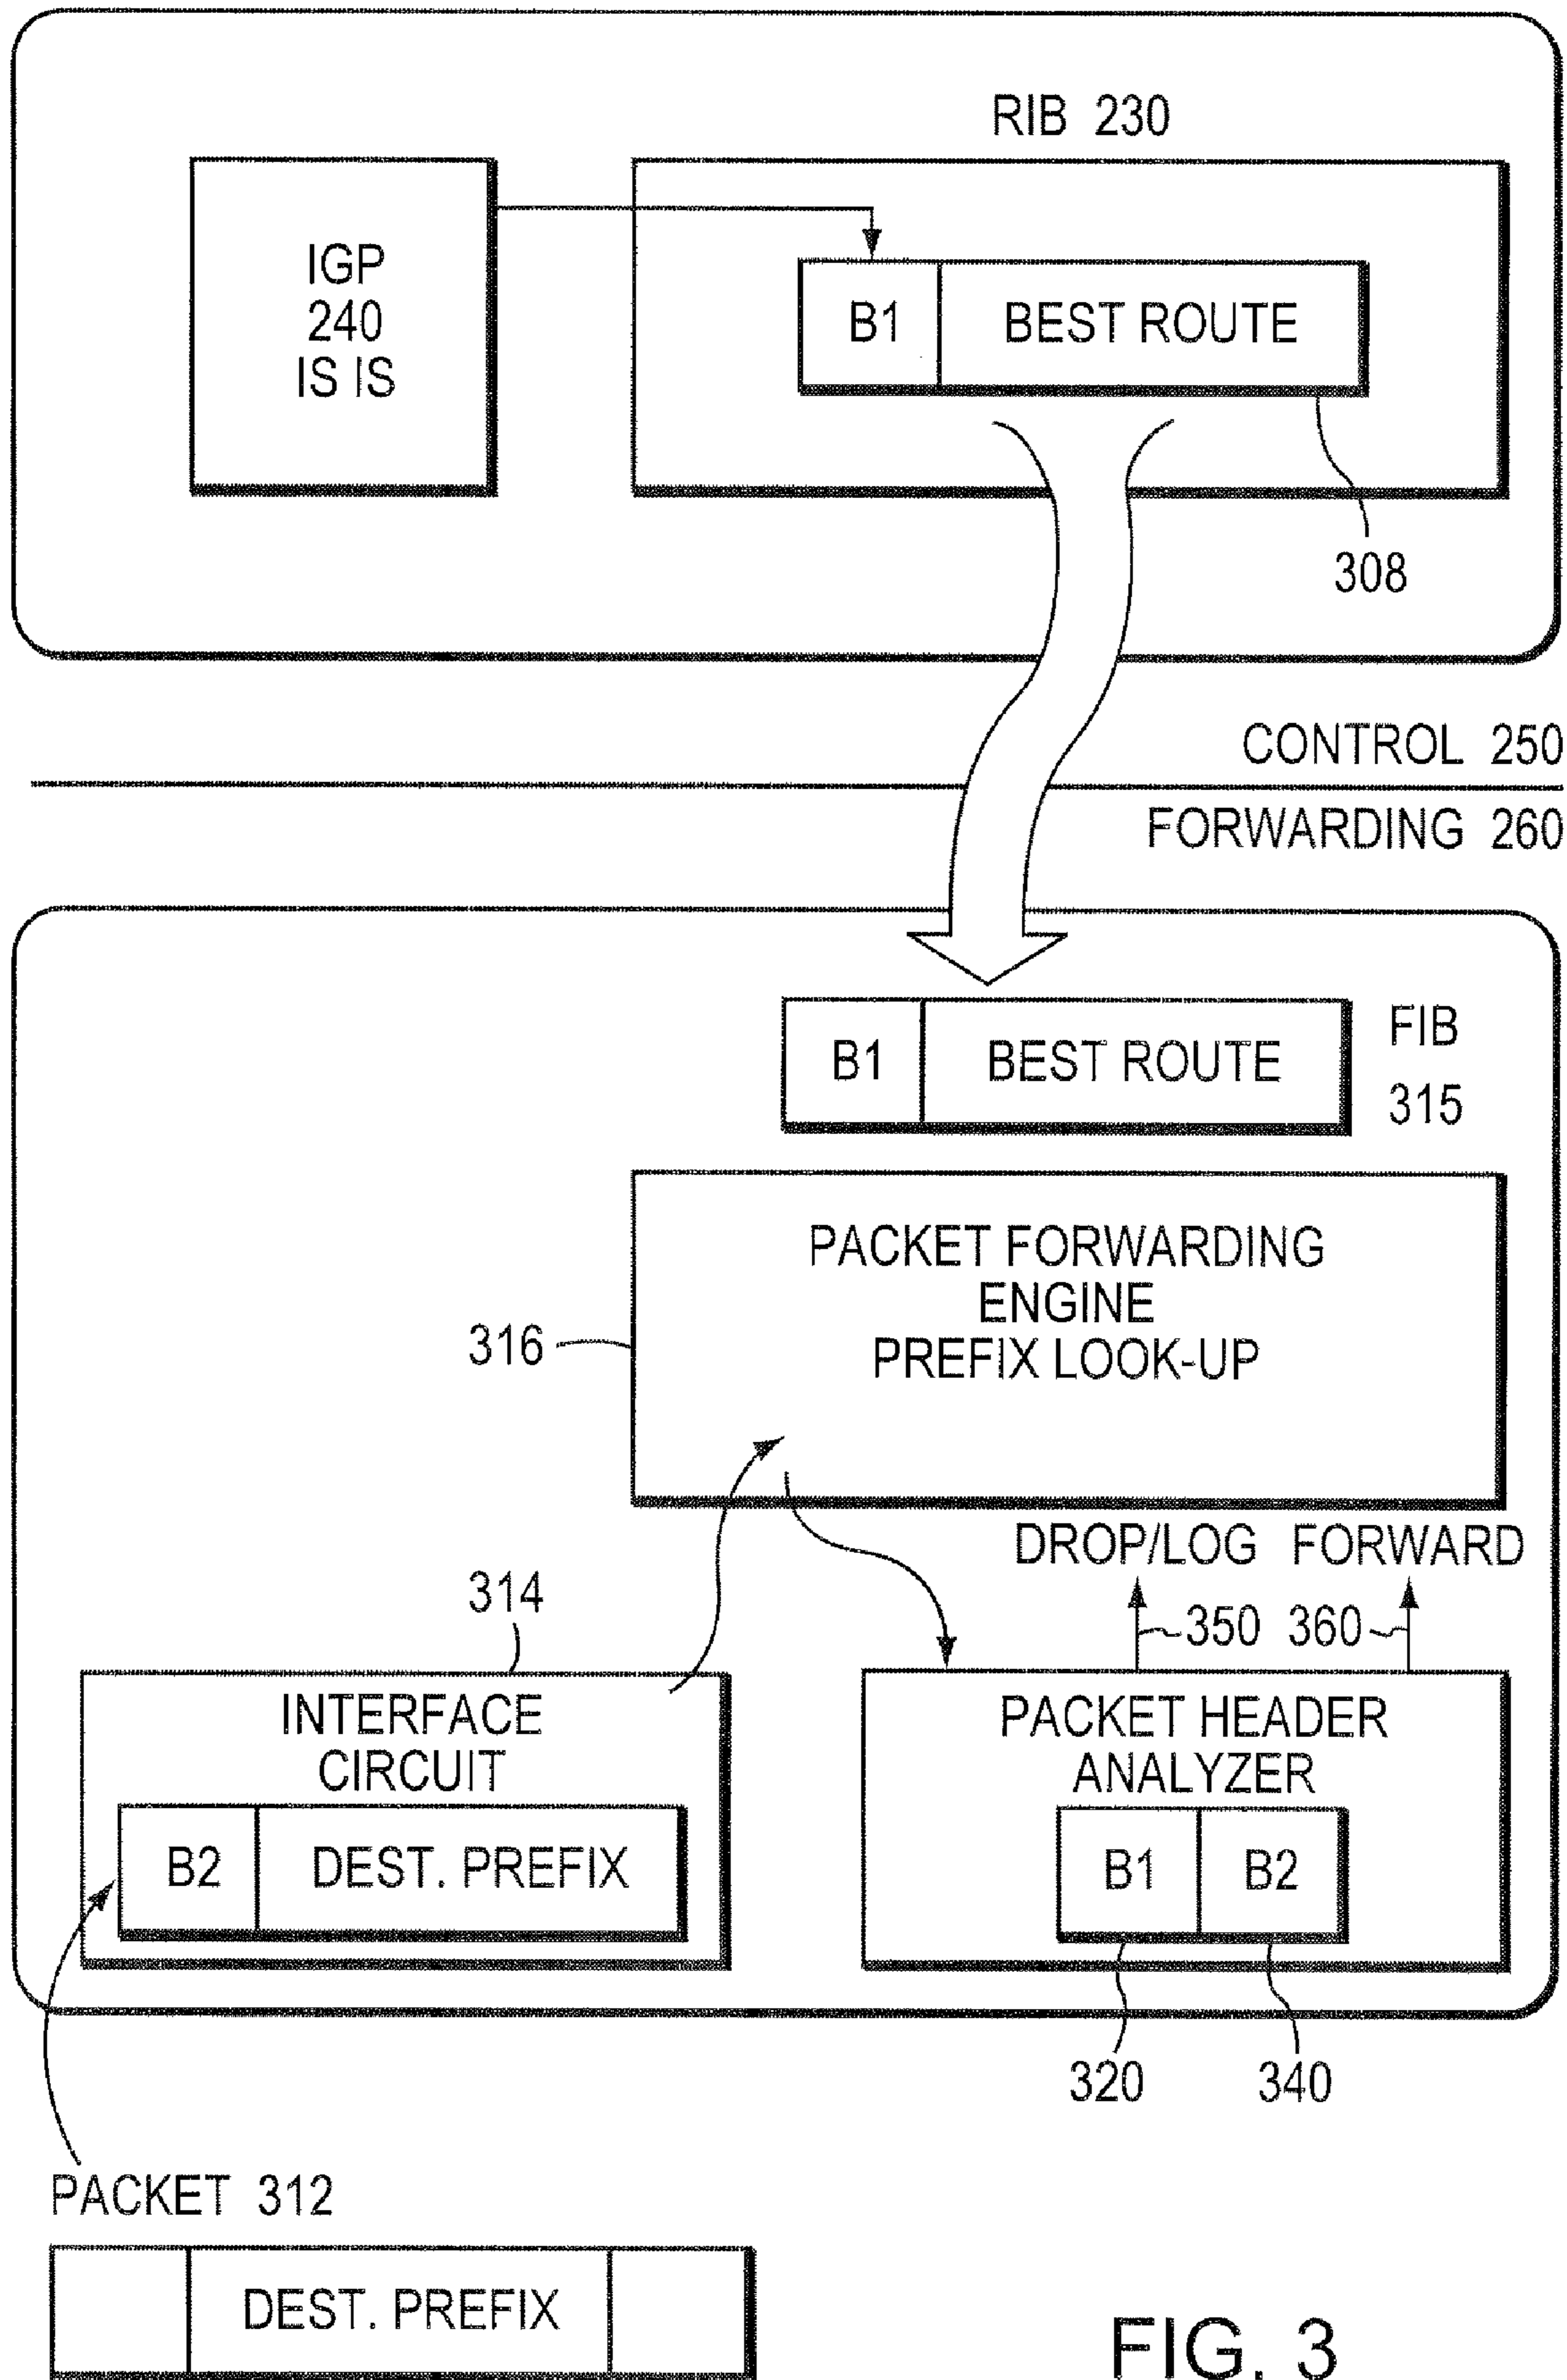 RIB 230
IGP
240
IS IS
B1
BEST ROUTE
308
CONTROL 250
FORWARDING 260
B1
BEST ROUTE
FIB
315
PACKET FORWARDING
ENGINE
PREFIX LOOK-UP
316
DROP/LOG
FORWARD
350
360
314
INTERFACE
CIRCUIT
B2
DEST. PREFIX
PACKET HEADER
ANALYZER
B1
B2
320
340
PACKET 312
DEST. PREFIX
FIG. 3